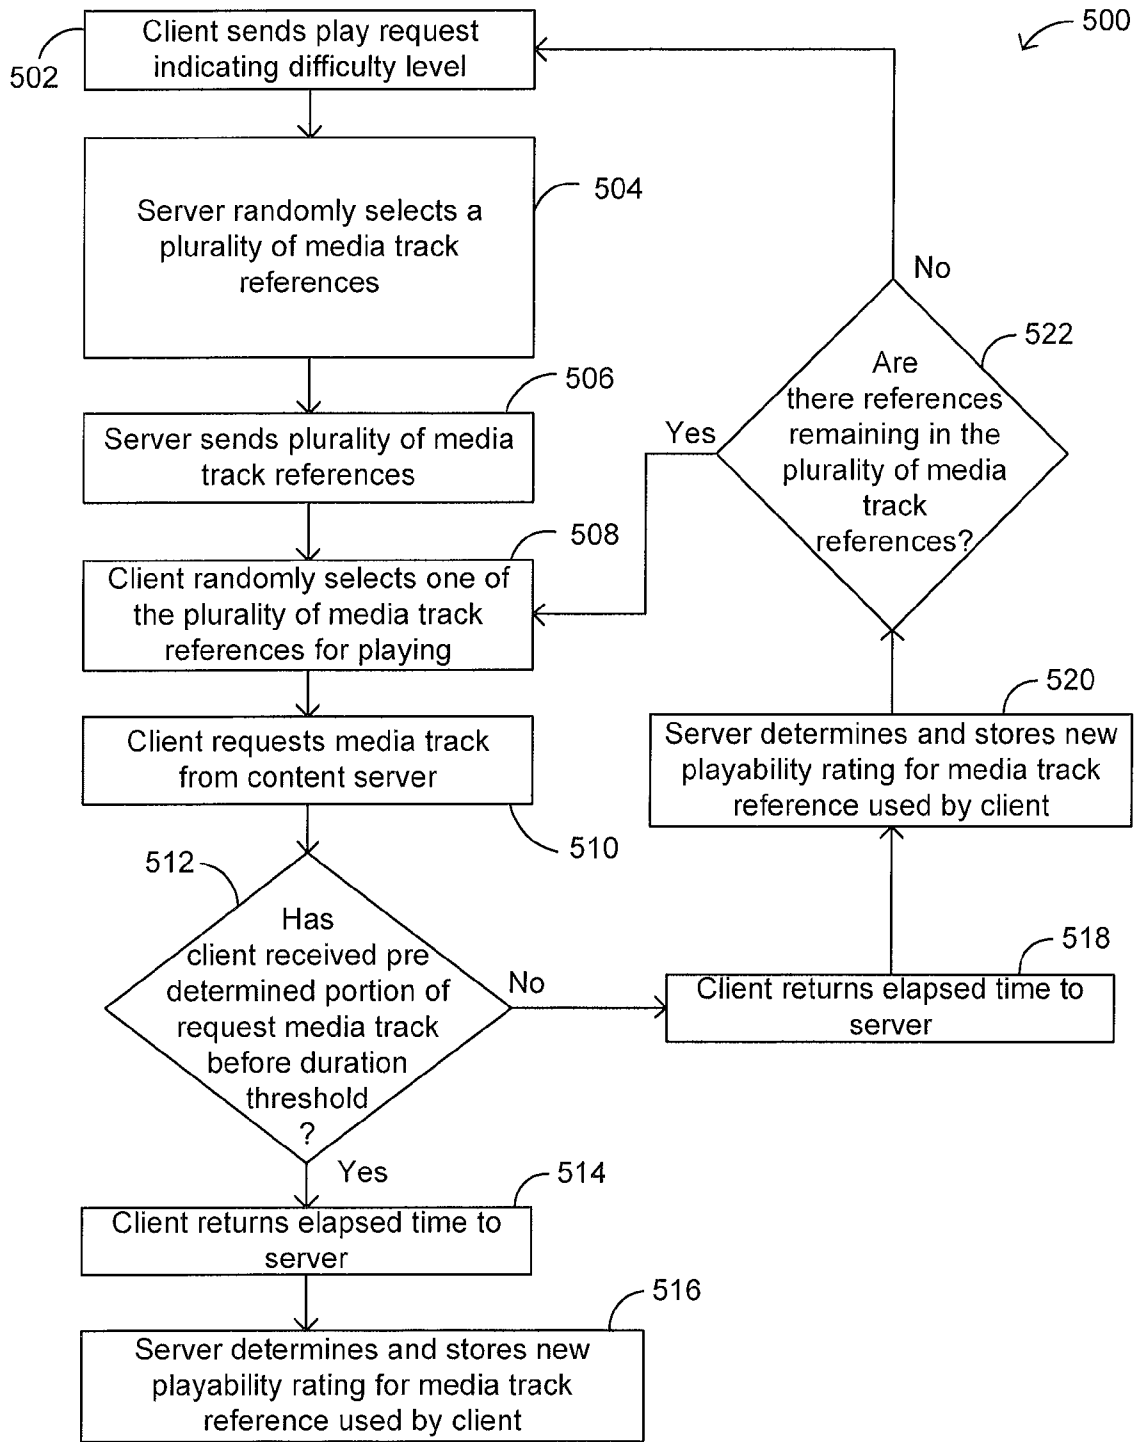 500
Client sends play request
indicating difficulty level
502
Server randomly selects a
plurality of media track
references
504
Server sends plurality of media
track references
506
Client randomly selects one of
the plurality of media track
references for playing
508
Client requests media track
from content server
510
Has
client received pre
determined portion of
request media track
before duration
threshold
?
512
No
Yes
Client returns elapsed time to
server
514
Server determines and stores new
playability rating for media track
reference used by client
516
Client returns elapsed time to
server
518
Server determines and stores new
playability rating for media track
reference used by client
520
Are
there references
remaining in the
plurality of media
track
references?
522
Yes
No